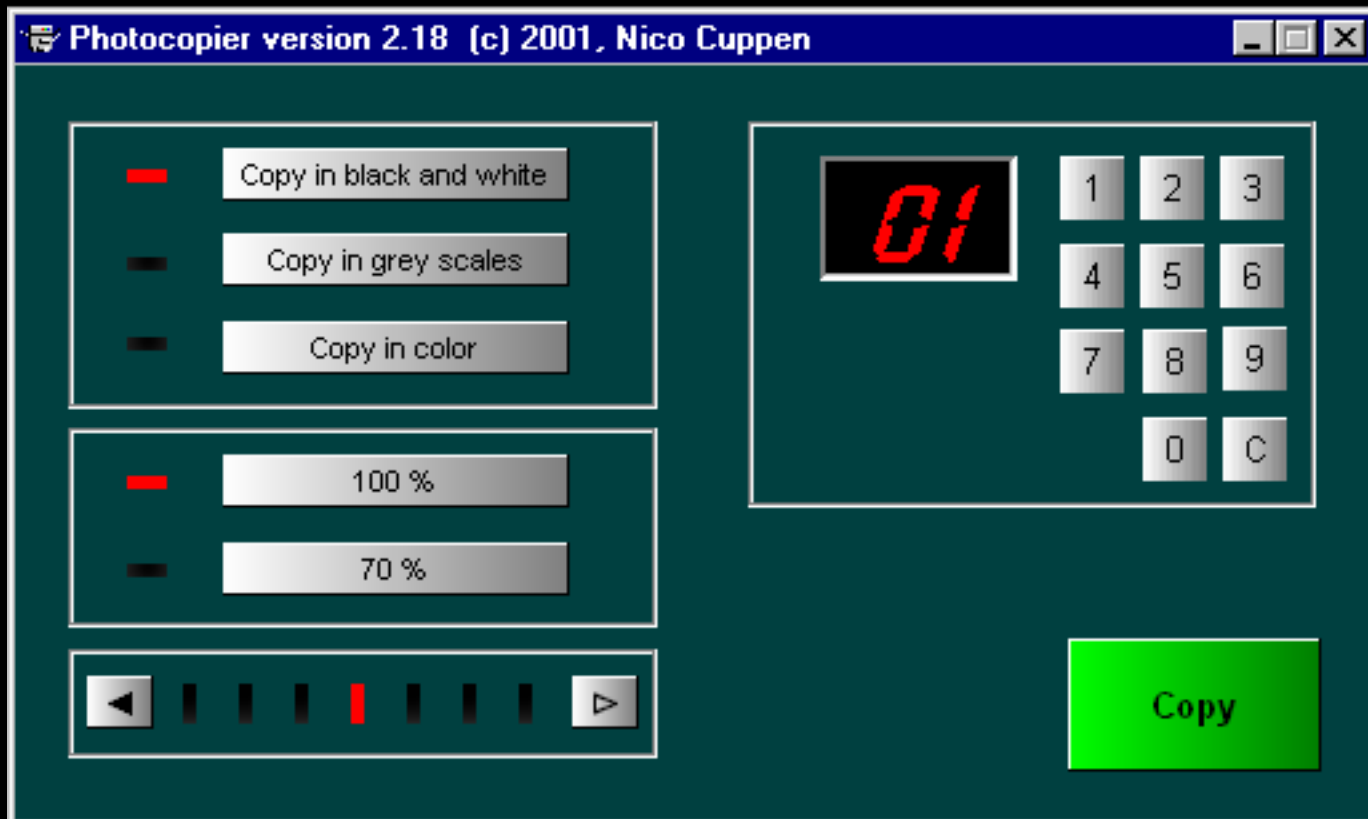 Photocopier version 2.18 (c) 2001, Nico Cuppen
Copy in black and white
Copy in grey scales
Copy in color
100 %
70 %
01
1 2 3
4 5 6
7 8 9
0 C
Copy